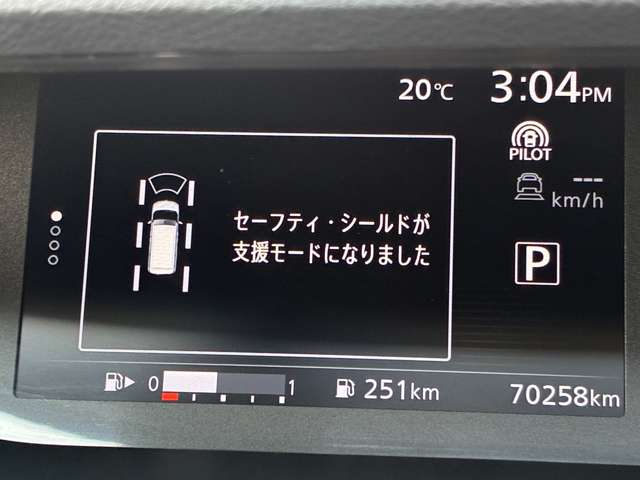 20℃ 3:04PM
PILOT
--- km/h
セーフティ・シールドが
支援モードになりました
P
0 1 251km 70258km